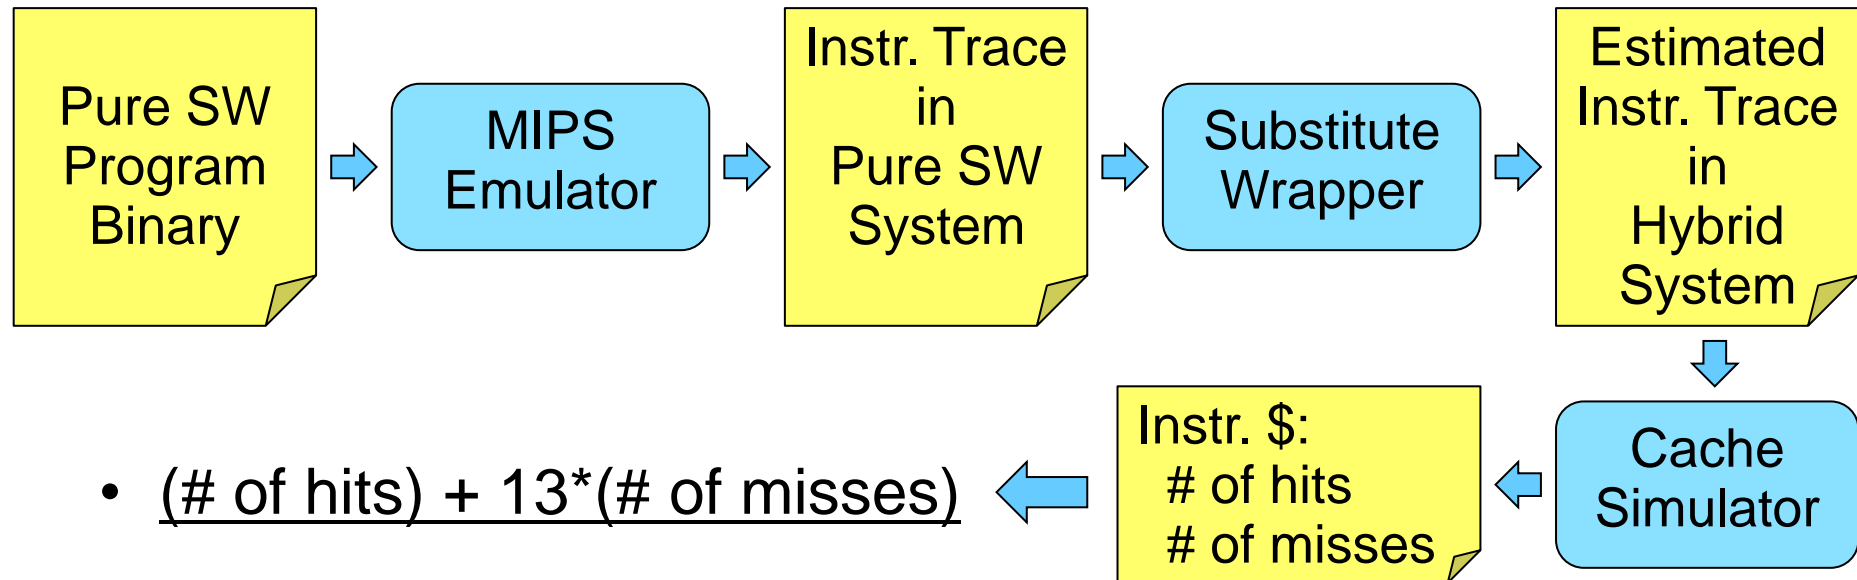 Pure SW
Program
Binary
MIPS
Emulator
Instr. Trace
in
Pure SW
System
Substitute
Wrapper
Estimated
Instr. Trace
in
Hybrid
System
Cache
Simulator
Instr. $:
# of hits
# of misses
• (# of hits) + 13*(# of misses)